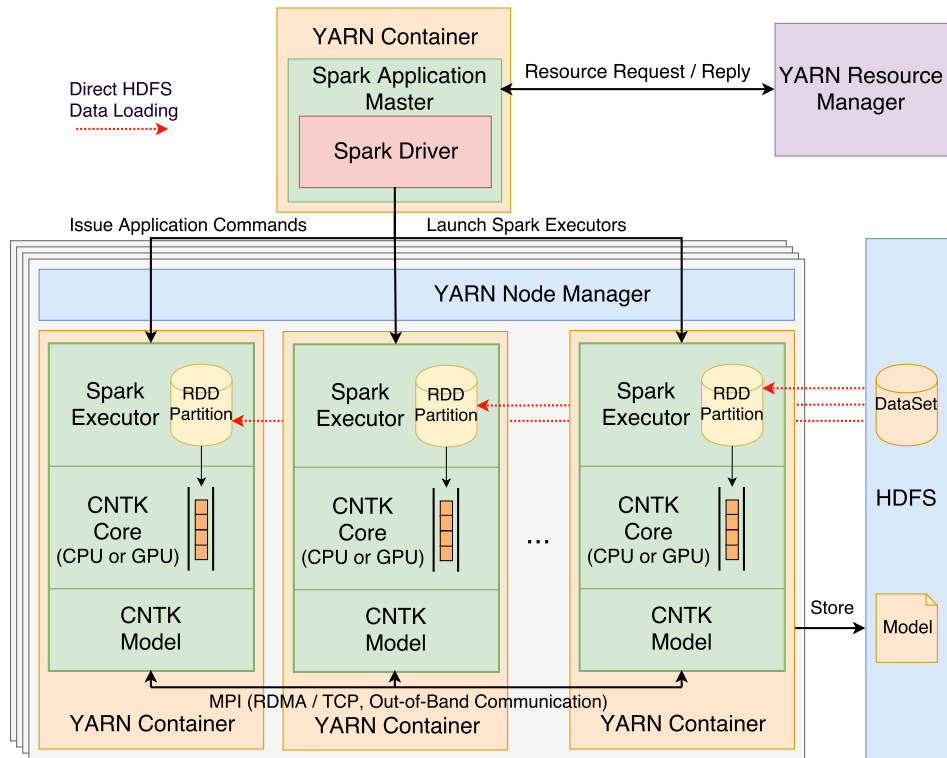 YARN Container
Spark Application
Master
Spark Driver
Resource Request / Reply
YARN Resource
Manager
Direct HDFS
Data Loading
Issue Application Commands
Launch Spark Executors
YARN Node Manager
Spark
Executor
RDD
Partition
CNTK
Core
(CPU or GPU)
CNTK
Model
YARN Container
Spark
Executor
RDD
Partition
CNTK
Core
(CPU or GPU)
CNTK
Model
YARN Container
...
Spark
Executor
RDD
Partition
CNTK
Core
(CPU or GPU)
CNTK
Model
YARN Container
MPI (RDMA / TCP, Out-of-Band Communication)
DataSet
HDFS
Store
Model